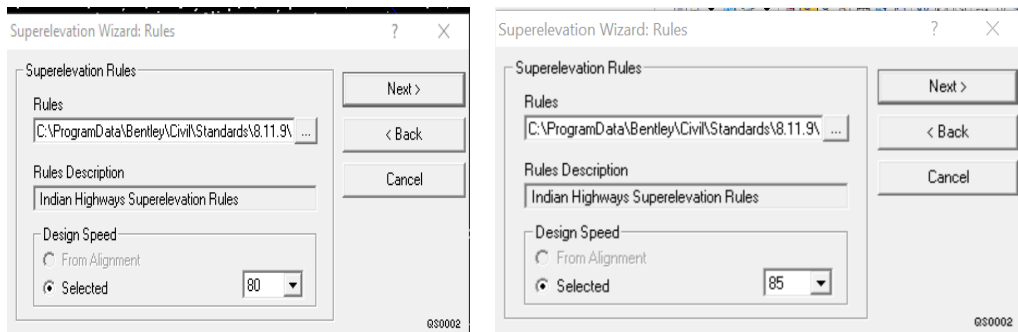 Superelevation Wizard: Rules
Superelevation Rules
Rules
C:\ProgramData\Bentley\Civil\Standards\8.11.9\ ...
Rules Description
Indian Highways Superelevation Rules
Design Speed
From Alignment
Selected 80
Next >
< Back
Cancel
QS0002
Superelevation Wizard: Rules
Superelevation Rules
Rules
C:\ProgramData\Bentley\Civil\Standards\8.11.9\ ...
Rules Description
Indian Highways Superelevation Rules
Design Speed
From Alignment
Selected 85
Next >
< Back
Cancel
QS0002